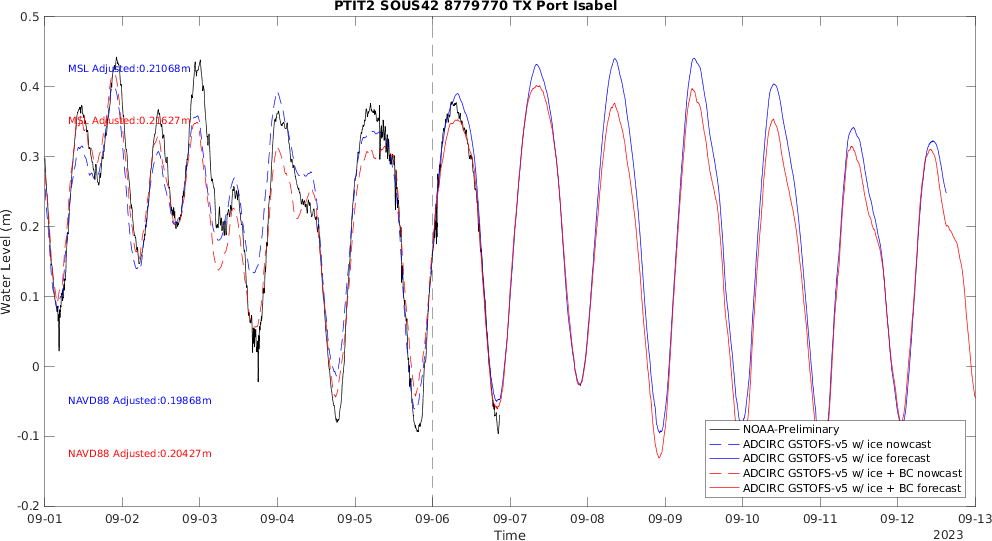 PTIT2 SOUS42 8779770 TX Port Isabel
0.5
0.4
0.3
0.2
0.1
0
-0.1
-0.2
Water Level (m)
MSL Adjusted:0.21068m
MSL Adjusted:0.21627m
NAVD88 Adjusted:0.19868m
NAVD88 Adjusted:0.20427m
NOAA-Preliminary
ADCIRC GSTOFS-v5 w/ ice nowcast
ADCIRC GSTOFS-v5 w/ ice forecast
ADCIRC GSTOFS-v5 w/ ice + BC nowcast
ADCIRC GSTOFS-v5 w/ ice + BC forecast
09-01 09-02 09-03 09-04 09-05 09-06 09-07 09-08 09-09 09-10 09-11 09-12 09-13
Time
2023